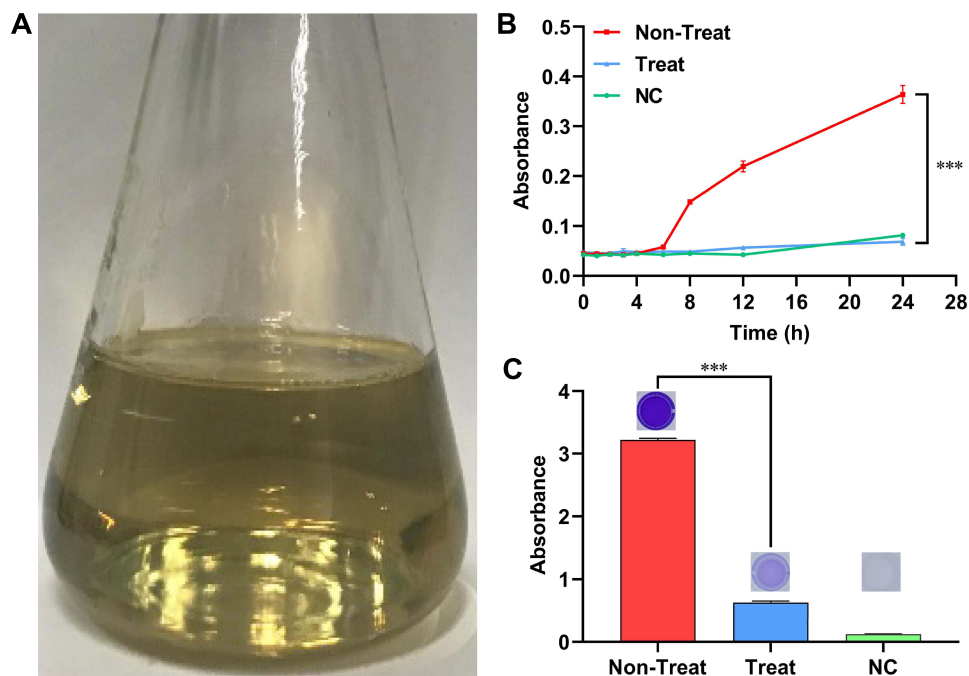 A
B
Non-Treat
Treat
NC
Absorbance
0.5
0.4
0.3
0.2
0.1
0.0
***
0 4 8 12 16 20 24 28
Time (h)
C
***
Absorbance
4
3
2
1
0
Non-Treat Treat NC